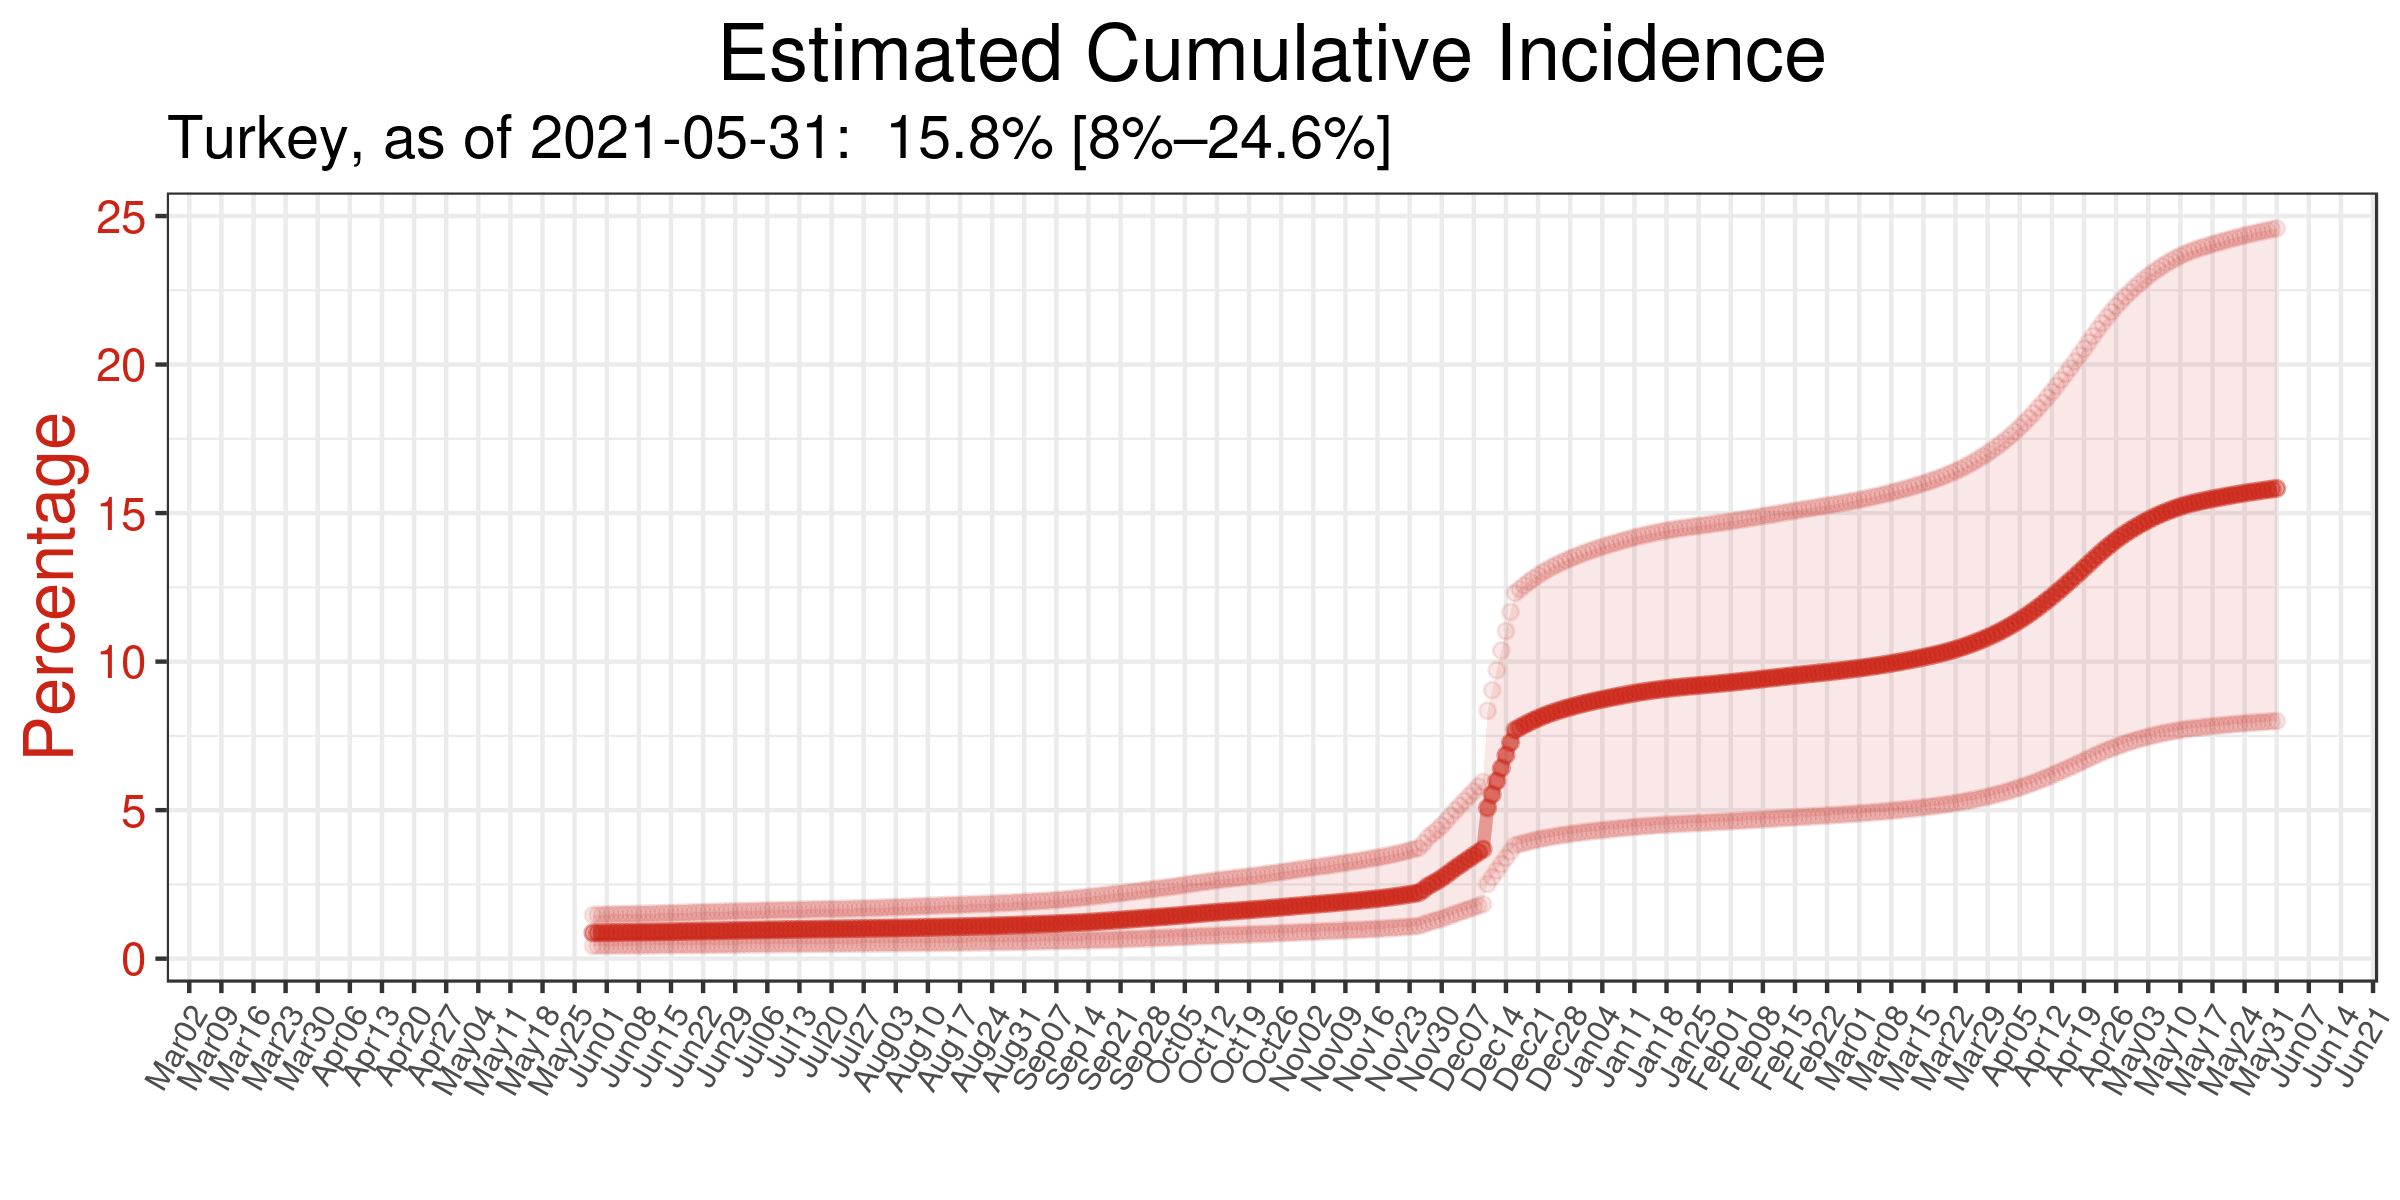 Estimated Cumulative Incidence
Turkey, as of 2021-05-31:  15.8% [8%–24.6%]
Percentage
25
20
15
10
5
0
Mar02
Mar09
Mar16
Mar23
Mar30
Apr06
Apr13
Apr20
Apr27
May04
May11
May18
May25
Jun01
Jun08
Jun15
Jun22
Jun29
Jul06
Jul13
Jul20
Jul27
Aug03
Aug10
Aug17
Aug24
Aug31
Sep07
Sep14
Sep21
Sep28
Oct05
Oct12
Oct19
Oct26
Nov02
Nov09
Nov16
Nov23
Nov30
Dec07
Dec14
Dec21
Dec28
Jan04
Jan11
Jan18
Jan25
Feb01
Feb08
Feb15
Feb22
Mar01
Mar08
Mar15
Mar22
Mar29
Apr05
Apr12
Apr19
Apr26
May03
May10
May17
May24
May31
Jun07
Jun14
Jun21